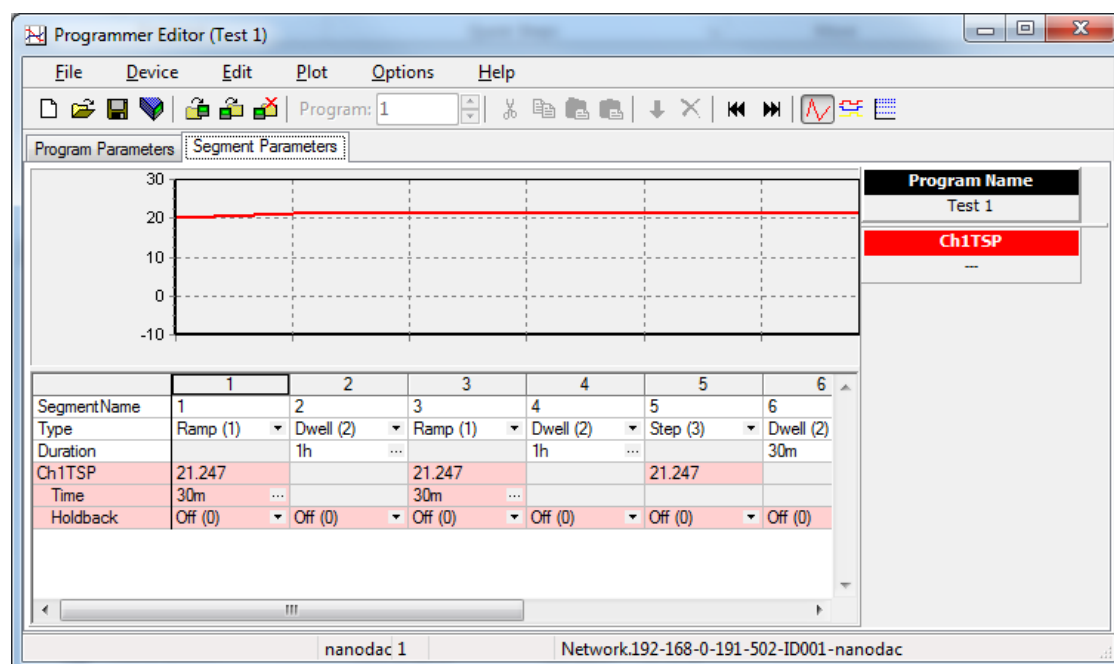 Programmer Editor (Test 1)
File Device Edit Plot Options Help
Program: 1
Program Parameters Segment Parameters
30
20
10
0
-10
Program Name
Test 1
Ch1TSP
---
1 2 3 4 5 6
SegmentName 1 2 3 4 5 6
Type Ramp (1) Dwell (2) Ramp (1) Dwell (2) Step (3) Dwell (2)
Duration 1h ... 1h ... 30m
Ch1TSP 21.247 21.247 21.247
Time 30m ... 30m ...
Holdback Off (0) Off (0) Off (0) Off (0) Off (0) Off (0)
nanodac 1 Network.192-168-0-191-502-ID001-nanodac